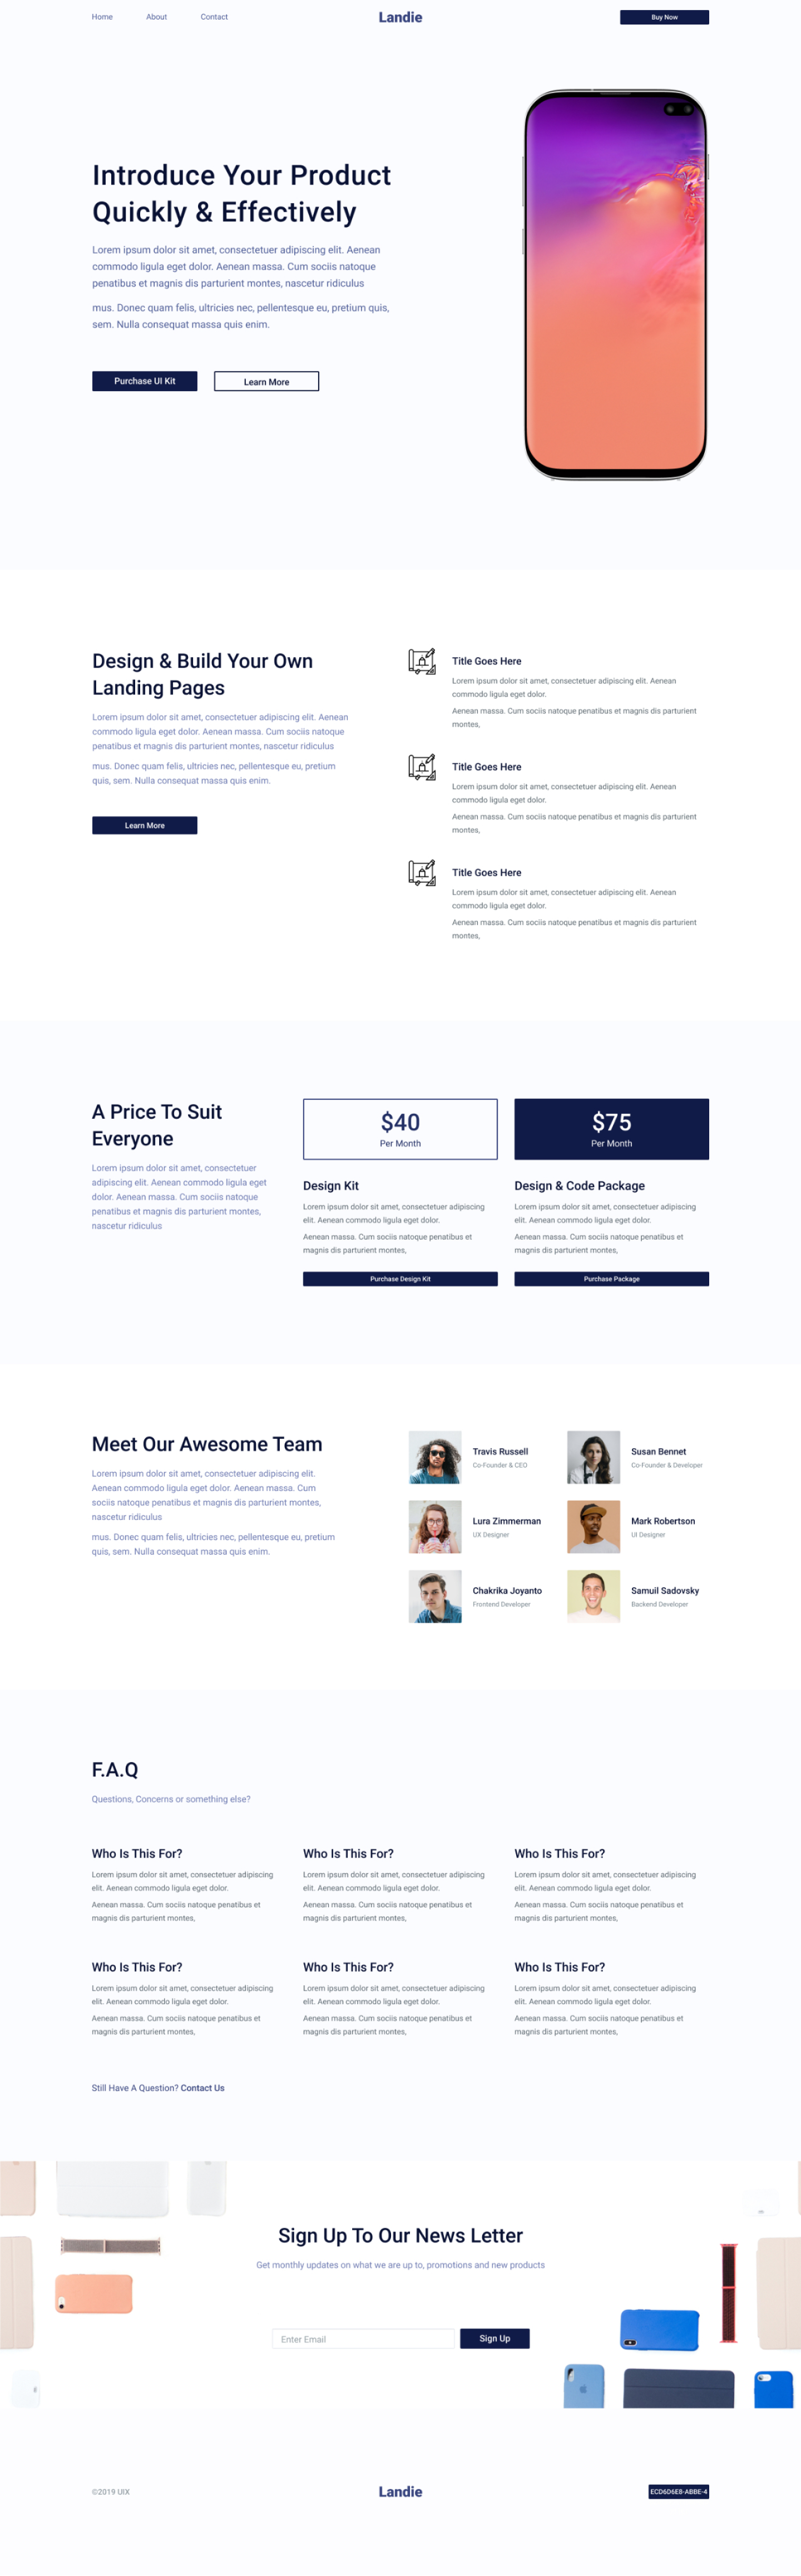 Home
About
Contact
Landie
Buy Now
Introduce Your Product
Quickly & Effectively
Lorem ipsum dolor sit amet, consectetuer adipiscing elit. Aenean
commodo ligula eget dolor. Aenean massa. Cum sociis natoque
penatibus et magnis dis parturient montes, nascetur ridiculus
mus. Donec quam felis, ultricies nec, pellentesque eu, pretium quis,
sem. Nulla consequat massa quis enim.
Purchase UI Kit
Learn More
Design & Build Your Own
Landing Pages
Lorem ipsum dolor sit amet, consectetuer adipiscing elit. Aenean
commodo ligula eget dolor. Aenean massa. Cum sociis natoque
penatibus et magnis dis parturient montes, nascetur ridiculus
mus. Donec quam felis, ultricies nec, pellentesque eu, pretium
quis, sem. Nulla consequat massa quis enim.
Learn More
Title Goes Here
Lorem ipsum dolor sit amet, consectetuer adipiscing elit. Aenean
commodo ligula eget dolor.
Aenean massa. Cum sociis natoque penatibus et magnis dis parturient
montes,
Title Goes Here
Lorem ipsum dolor sit amet, consectetuer adipiscing elit. Aenean
commodo ligula eget dolor.
Aenean massa. Cum sociis natoque penatibus et magnis dis parturient
montes,
Title Goes Here
Lorem ipsum dolor sit amet, consectetuer adipiscing elit. Aenean
commodo ligula eget dolor.
Aenean massa. Cum sociis natoque penatibus et magnis dis parturient
montes,
A Price To Suit
Everyone
Lorem ipsum dolor sit amet, consectetuer
adipiscing elit. Aenean commodo ligula eget
dolor. Aenean massa. Cum sociis natoque
penatibus et magnis dis parturient montes,
nascetur ridiculus
$40
Per Month
Design Kit
Lorem ipsum dolor sit amet, consectetuer adipiscing
elit. Aenean commodo ligula eget dolor.
Aenean massa. Cum sociis natoque penatibus et
magnis dis parturient montes,
Purchase Design Kit
$75
Per Month
Design & Code Package
Lorem ipsum dolor sit amet, consectetuer adipiscing
elit. Aenean commodo ligula eget dolor.
Aenean massa. Cum sociis natoque penatibus et
magnis dis parturient montes,
Purchase Package
Meet Our Awesome Team
Lorem ipsum dolor sit amet, consectetuer adipiscing elit.
Aenean commodo ligula eget dolor. Aenean massa. Cum
sociis natoque penatibus et magnis dis parturient montes,
nascetur ridiculus
mus. Donec quam felis, ultricies nec, pellentesque eu, pretium
quis, sem. Nulla consequat massa quis enim.
Travis Russell
Co-Founder & CEO
Susan Bennet
Co-Founder & Developer
Lura Zimmerman
UX Designer
Mark Robertson
UI Designer
Chakrika Joyanto
Frontend Developer
Samuil Sadovsky
Backend Developer
F.A.Q
Questions, Concerns or something else?
Who Is This For?
Lorem ipsum dolor sit amet, consectetuer adipiscing
elit. Aenean commodo ligula eget dolor.
Aenean massa. Cum sociis natoque penatibus et
magnis dis parturient montes,
Who Is This For?
Lorem ipsum dolor sit amet, consectetuer adipiscing
elit. Aenean commodo ligula eget dolor.
Aenean massa. Cum sociis natoque penatibus et
magnis dis parturient montes,
Who Is This For?
Lorem ipsum dolor sit amet, consectetuer adipiscing
elit. Aenean commodo ligula eget dolor.
Aenean massa. Cum sociis natoque penatibus et
magnis dis parturient montes,
Who Is This For?
Lorem ipsum dolor sit amet, consectetuer adipiscing
elit. Aenean commodo ligula eget dolor.
Aenean massa. Cum sociis natoque penatibus et
magnis dis parturient montes,
Who Is This For?
Lorem ipsum dolor sit amet, consectetuer adipiscing
elit. Aenean commodo ligula eget dolor.
Aenean massa. Cum sociis natoque penatibus et
magnis dis parturient montes,
Who Is This For?
Lorem ipsum dolor sit amet, consectetuer adipiscing
elit. Aenean commodo ligula eget dolor.
Aenean massa. Cum sociis natoque penatibus et
magnis dis parturient montes,
Still Have A Question? Contact Us
Sign Up To Our News Letter
Get monthly updates on what we are up to, promotions and new products
Enter Email
Sign Up
©2019 UIX
Landie
ECD6D6E8-ABBE-4